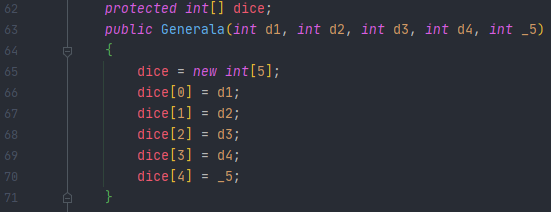 62 protected int[] dice;
63 public Generala(int d1, int d2, int d3, int d4, int _5)
64 {
65 dice = new int[5];
66 dice[0] = d1;
67 dice[1] = d2;
68 dice[2] = d3;
69 dice[3] = d4;
70 dice[4] = _5;
71 }